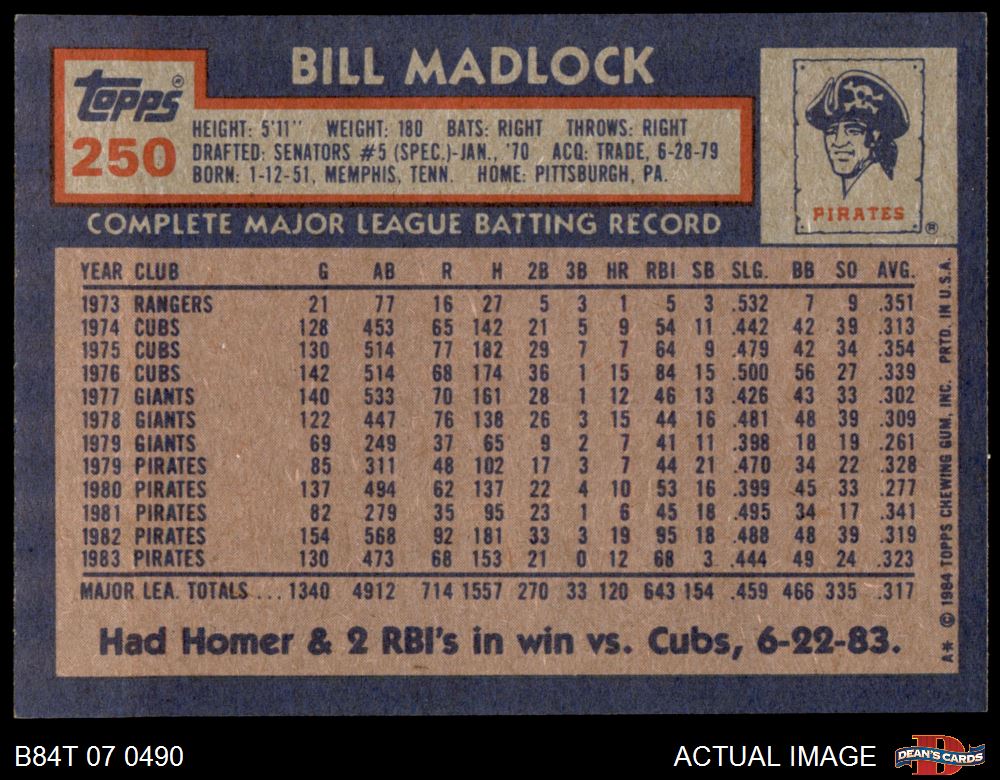 BILL MADLOCK
Topps®
250
HEIGHT: 5'11" WEIGHT: 180 BATS: RIGHT THROWS: RIGHT
DRAFTED: SENATORS #5 (SPEC.)-JAN., '70 ACQ: TRADE, 6-28-79
BORN: 1-12-51, MEMPHIS, TENN. HOME: PITTSBURGH, PA.
PIRATES
®
COMPLETE MAJOR LEAGUE BATTING RECORD
YEAR CLUB G AB R H 2B 3B HR RBI SB SLG. BB SO AVG.
1973 RANGERS 21 77 16 27 5 3 1 5 3 .532 7 9 .351
1974 CUBS 128 453 65 142 21 5 9 54 11 .442 42 39 .313
1975 CUBS 130 514 77 182 29 7 7 64 9 .479 42 34 .354
1976 CUBS 142 514 68 174 36 1 15 84 15 .500 56 27 .339
1977 GIANTS 140 533 70 161 28 1 12 46 13 .426 43 33 .302
1978 GIANTS 122 447 76 138 26 3 15 44 16 .481 48 39 .309
1979 GIANTS 69 249 37 65 9 2 7 41 11 .398 18 19 .261
1979 PIRATES 85 311 48 102 17 3 7 44 21 .470 34 22 .328
1980 PIRATES 137 494 62 137 22 4 10 53 16 .399 45 33 .277
1981 PIRATES 82 279 35 95 23 1 6 45 18 .495 34 17 .341
1982 PIRATES 154 568 92 181 33 3 19 95 18 .488 48 39 .319
1983 PIRATES 130 473 68 153 21 0 12 68 3 .444 49 24 .323
MAJOR LEA. TOTALS ... 1340 4912 714 1557 270 33 120 643 154 .459 466 335 .317
Had Homer & 2 RBI's in win vs. Cubs, 6-22-83.
A* © 1984 TOPPS CHEWING GUM, INC. PRTD. IN U.S.A.
B84T 07 0490
ACTUAL IMAGE
D
DEAN'S CARDS